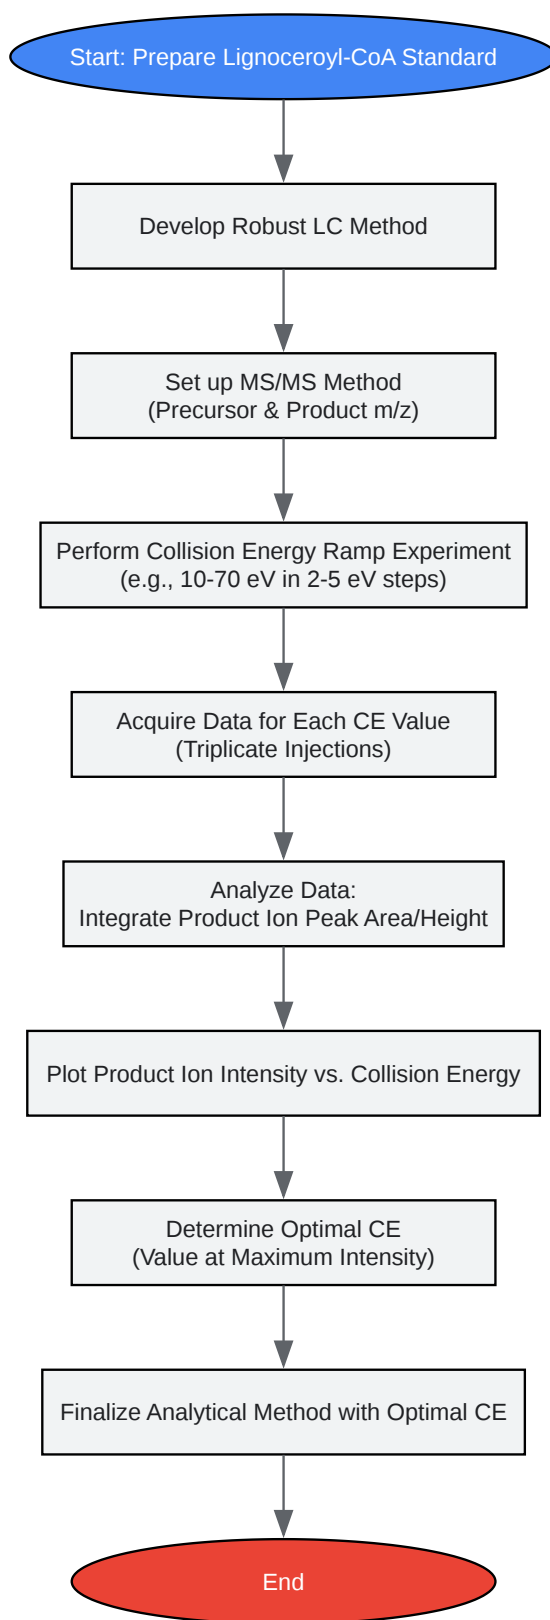 Start: Prepare Lignoceroyl-CoA Standard
Develop Robust LC Method
Set up MS/MS Method
(Precursor & Product m/z)
Perform Collision Energy Ramp Experiment
(e.g., 10-70 eV in 2-5 eV steps)
Acquire Data for Each CE Value
(Triplicate Injections)
Analyze Data:
Integrate Product Ion Peak Area/Height
Plot Product Ion Intensity vs. Collision Energy
Determine Optimal CE
(Value at Maximum Intensity)
Finalize Analytical Method with Optimal CE
End